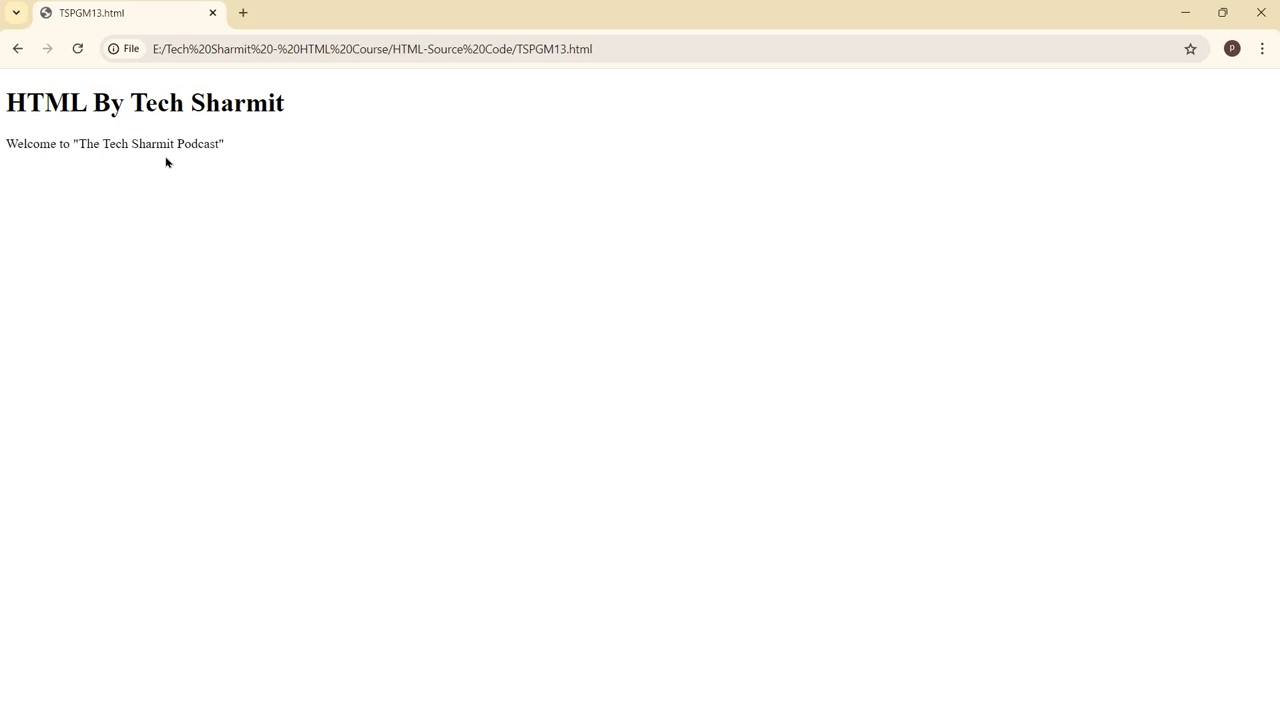 TSPGM13.html
File
E:/Tech%20Sharmit%20-%20HTML%20Course/HTML-Source%20Code/TSPGM13.html
P
HTML By Tech Sharmit
Welcome to "The Tech Sharmit Podcast"